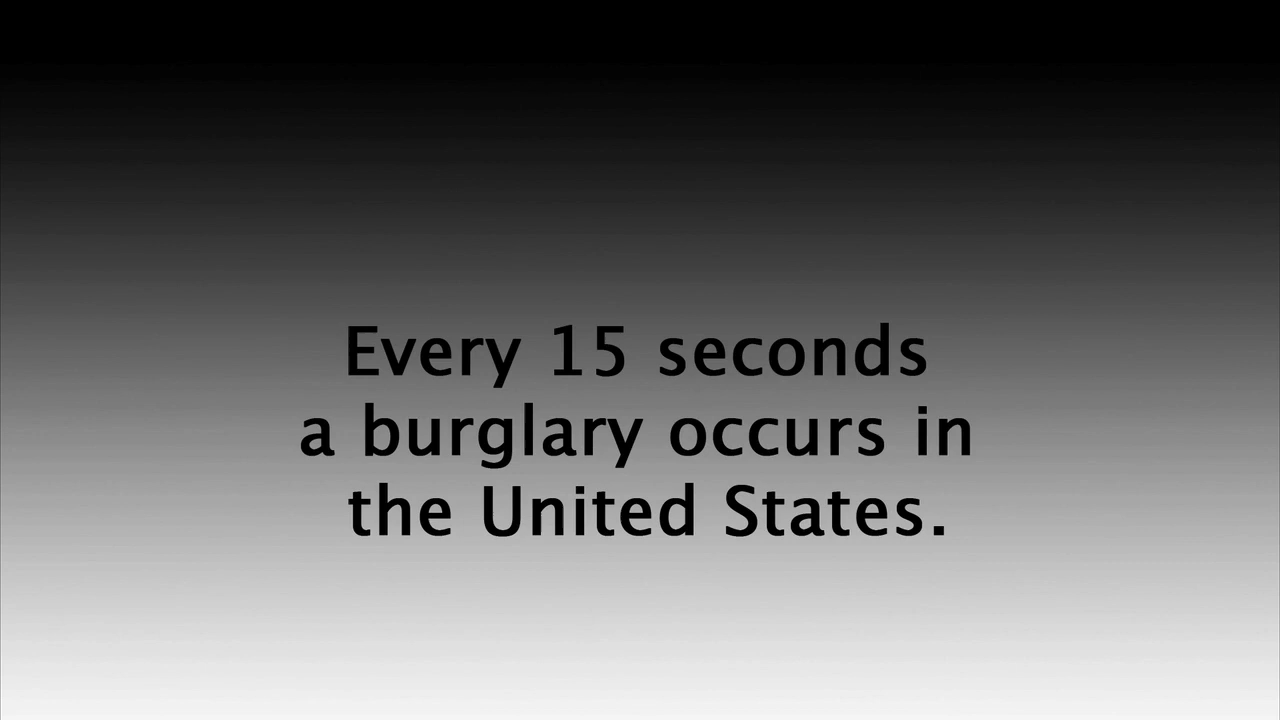 Every 15 seconds
a burglary occurs in
the United States.